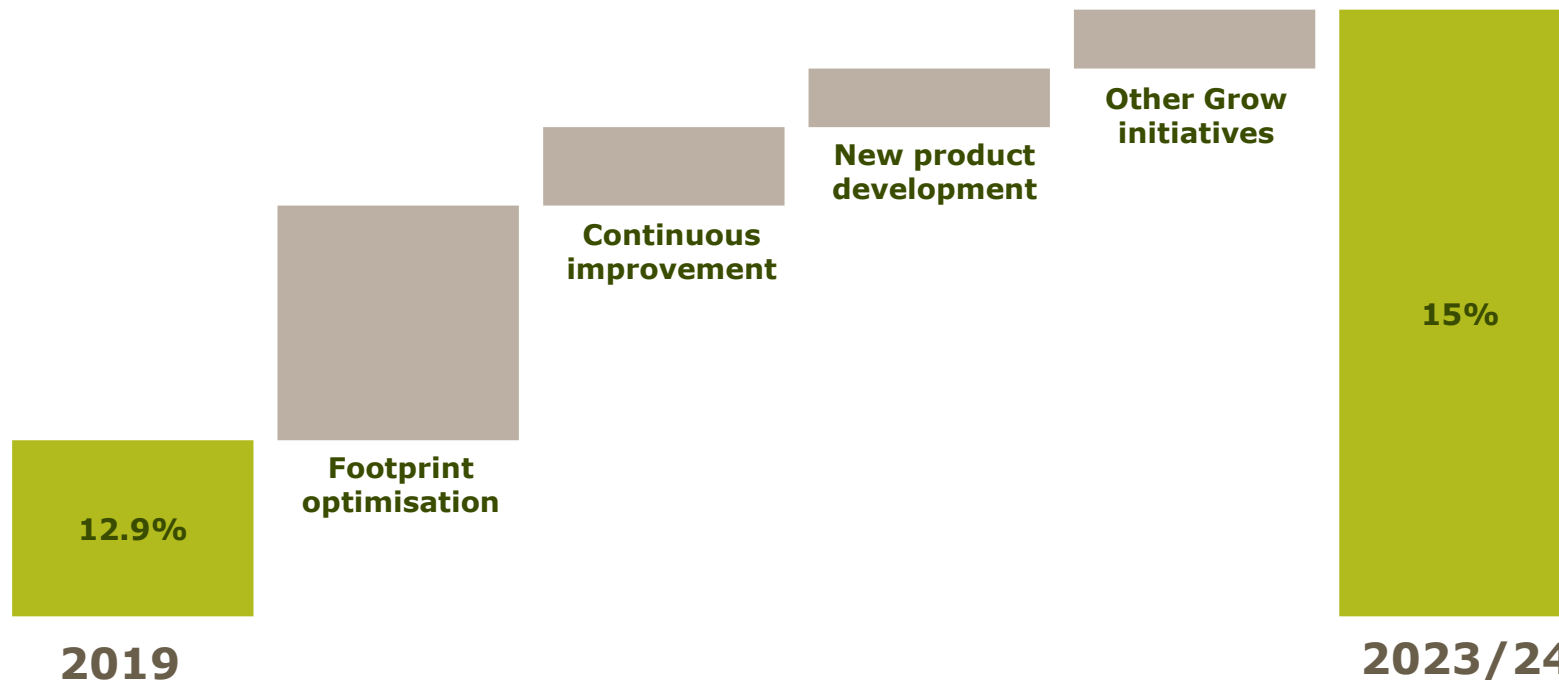 Other Grow
initiatives
New product
development
Continuous
improvement
15%
Footprint
optimisation
12.9%
2019
2023/24